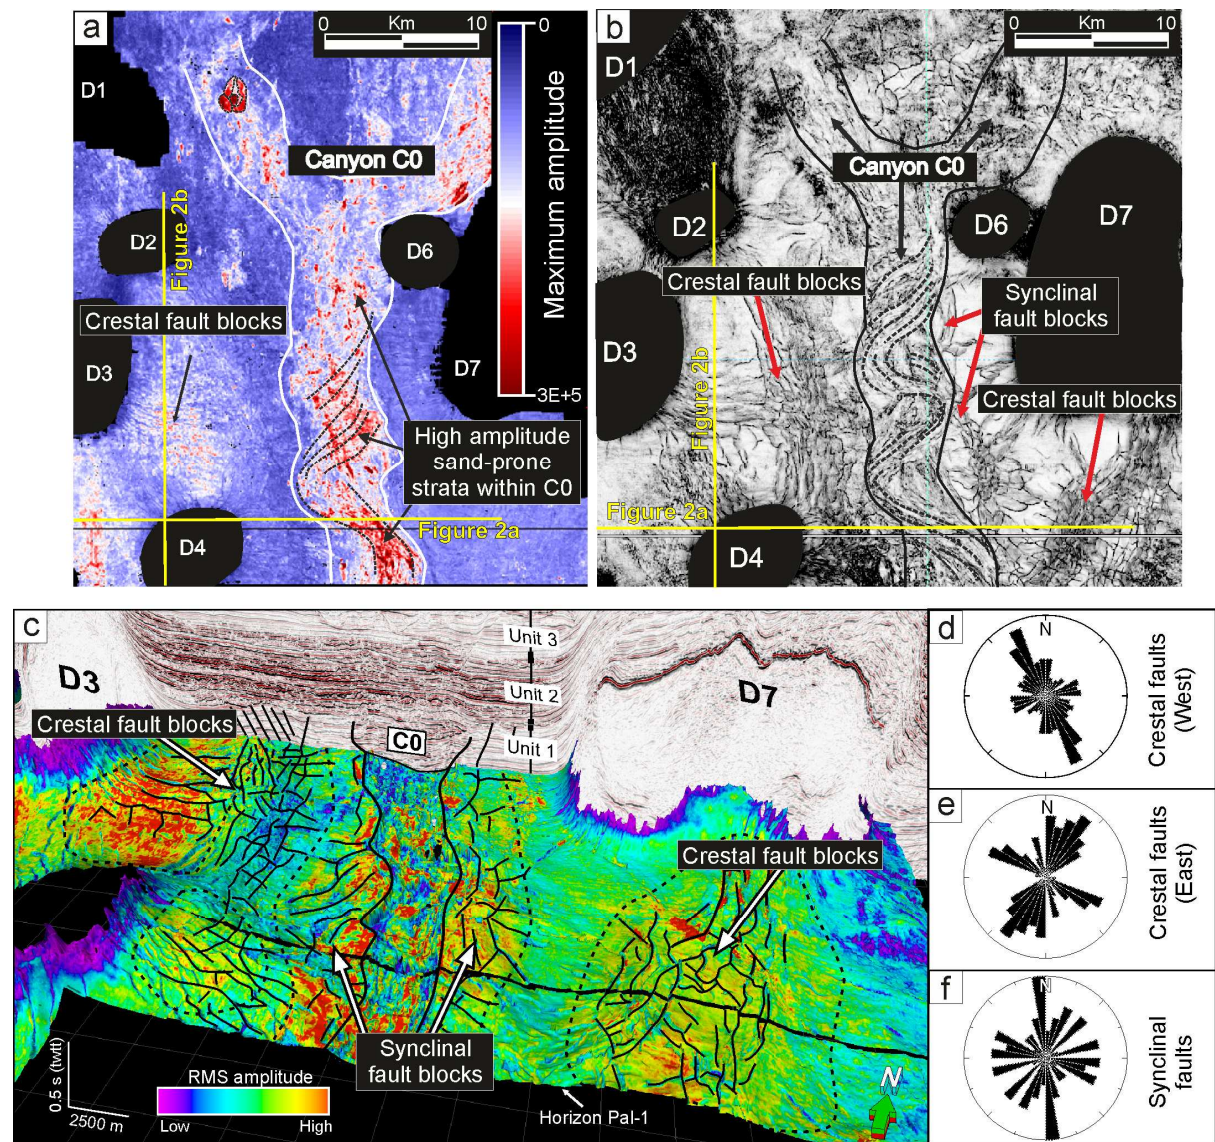 a
0 Km 10
D1
Canyon C0
D2
Figure 2b
D6
Crestal fault blocks
D3
D7
High amplitude
sand-prone
strata within C0
Figure 2a
D4
0
Maximum amplitude
3E+5
b
0 Km 10
D1
Canyon C0
D2
D6
D7
Crestal fault blocks
Synclinal
fault blocks
D3
Figure 2b
Crestal fault blocks
Figure 2a
D4
c
Unit 3
D3
Unit 2
D7
Crestal fault blocks
C0
Unit 1
Crestal fault blocks
Synclinal
fault blocks
0.5 s (twtt)
2500 m
RMS amplitude
Low High
Horizon Pal-1
N
d
N
Crestal faults
(West)
e
N
Crestal faults
(East)
f
N
Synclinal
faults